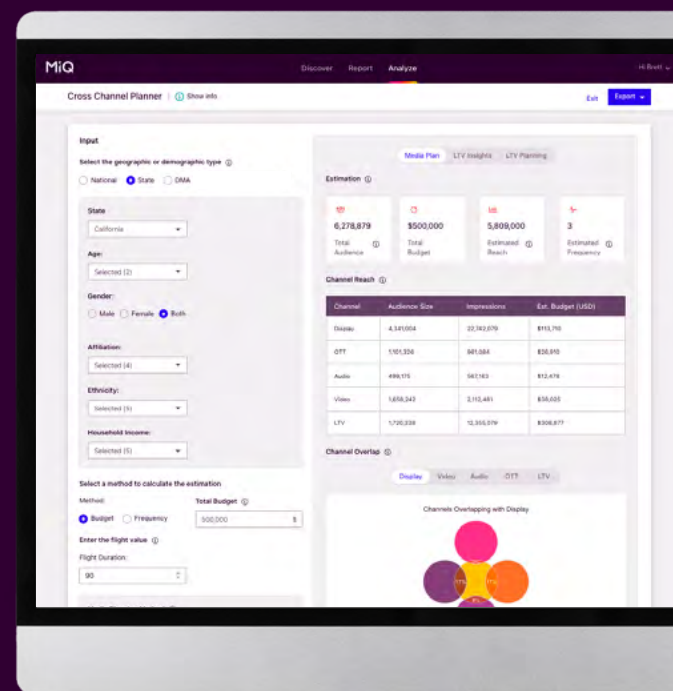 MiQ
Discover Report Analyze
Hi Brett
Cross Channel Planner Show info
Exit Export
Input
Select the geographic or demographic type
National State DMA
State
California
Age:
Selected (2)
Gender:
Male Female Both
Affiliation:
Selected (4)
Ethnicity:
Selected (5)
Household Income:
Selected (5)
Select a method to calculate the estimation
Method: Total Budget
Budget Frequency 500,000 $
Enter the flight value
Flight Duration:
90
Media Plan LTV Insights LTV Planning
Estimation
6,278,879 $500,000 5,809,000 3
Total Audience
Total Budget
Estimated Reach
Estimated Frequency
Channel Reach
Channel Audience Size Impressions Est. Budget (USD)
Display
OTT
Audio
Video
LTV
Channel Overlap
Display Video Audio OTT LTV
Channels Overlapping with Display